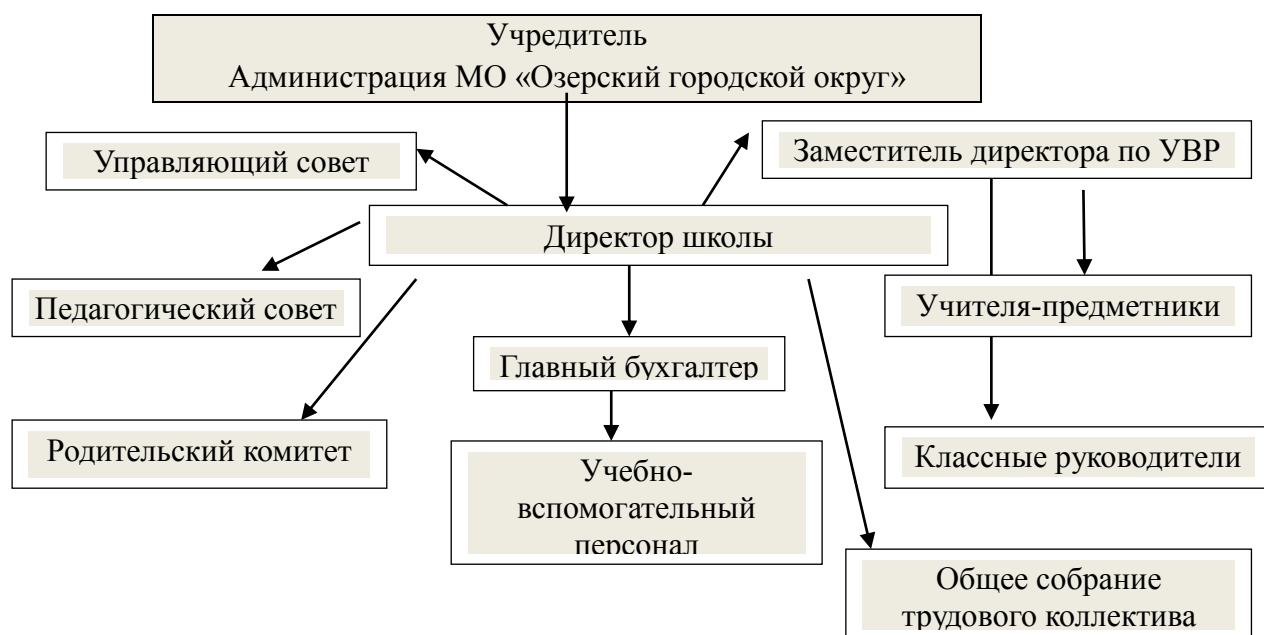 Учредитель
Администрация МО «Озерский городской округ»
Управляющий совет
Заместитель директора по УВР
Директор школы
Педагогический совет
Учителя-предметники
Главный бухгалтер
Родительский комитет
Классные руководители
Учебно-
вспомогательный
персонал
Общее собрание
трудового коллектива